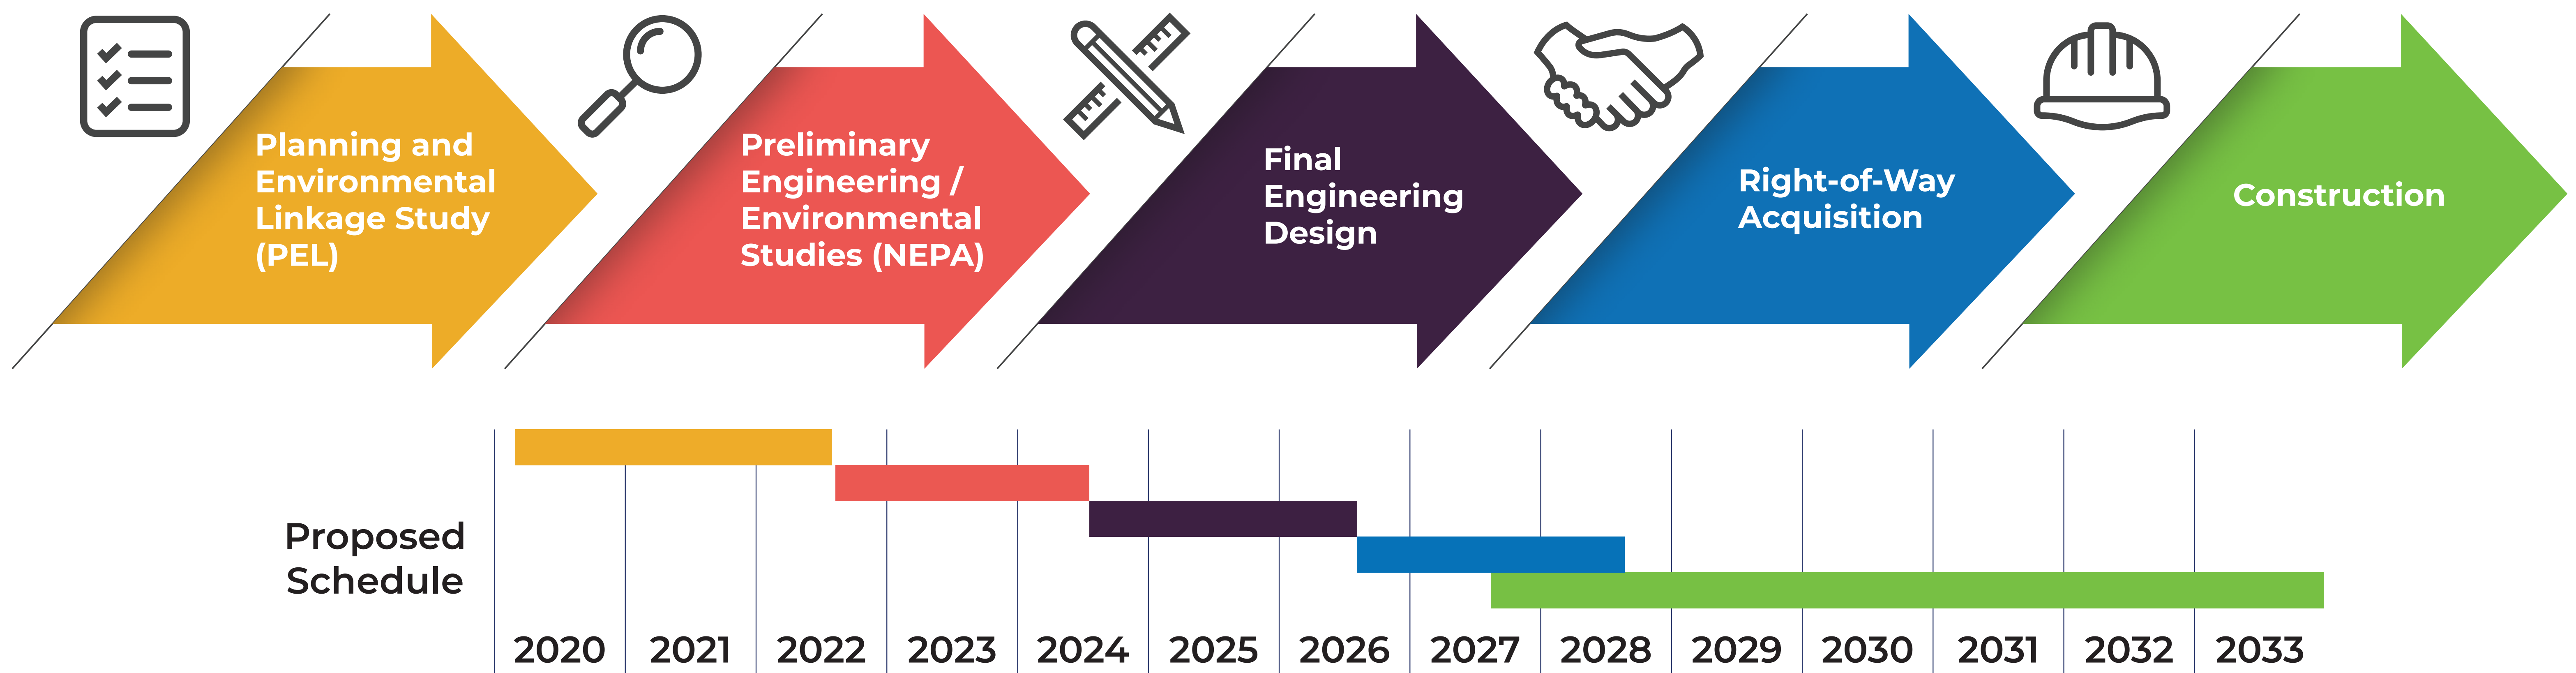 Planning and
Environmental
Linkage Study
(PEL)
Preliminary
Engineering /
Environmental
Studies (NEPA)
Final
Engineering
Design
Right-of-Way
Acquisition
Construction
Proposed
Schedule
2020 2021 2022 2023 2024 2025 2026 2027 2028 2029 2030 2031 2032 2033